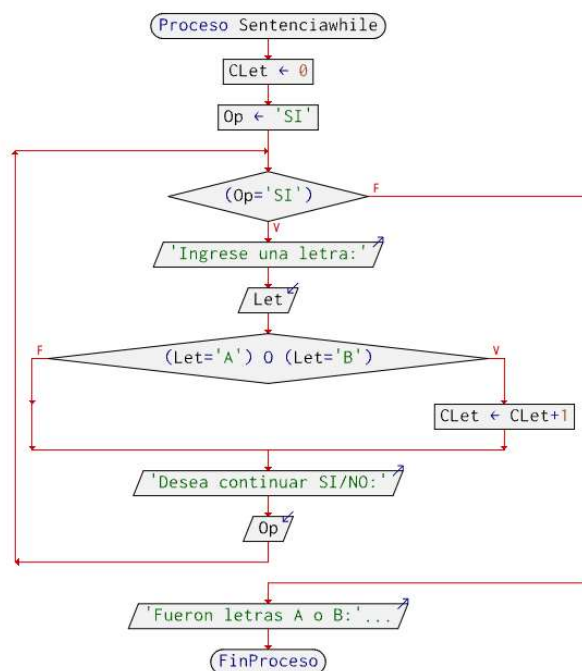 Proceso Sentenciawhile
CLet ← 0
Op ← 'SI'
(Op='SI')
F
V
'Ingrese una letra:'
Let
(Let='A') O (Let='B')
F
V
CLet ← CLet+1
'Desea continuar SI/NO:'
Op
'Fueron letras A o B:'...
FinProceso